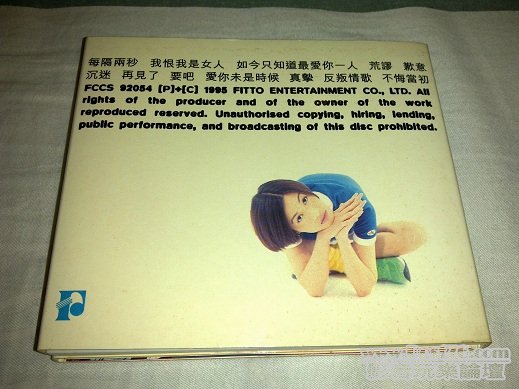 每隔兩秒 我恨我是女人 如今只知道最愛你一人 荒謬 歉意
沉迷 再見了 要吧 愛你未是時候 真摯 反叛情歌 不悔當初
FCCS 92054 [P]+[C] 1995 FITTO ENTERTAINMENT CO., LTD. All
rights of the producer and of the owner of the work
reproduced reserved. Unauthorised copying, hiring, lending,
public performance, and broadcasting of this disc prohibited.